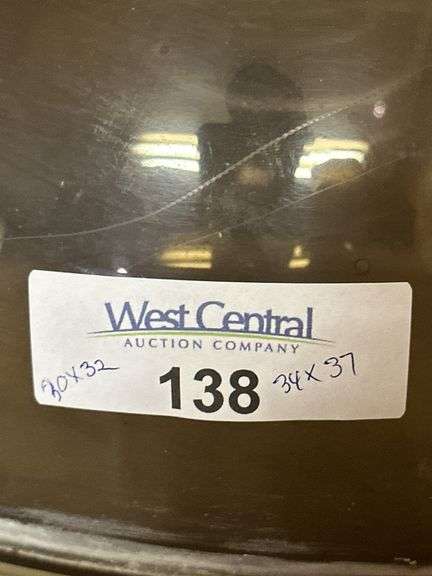 West Central
AUCTION COMPANY
30X32 138 34X37